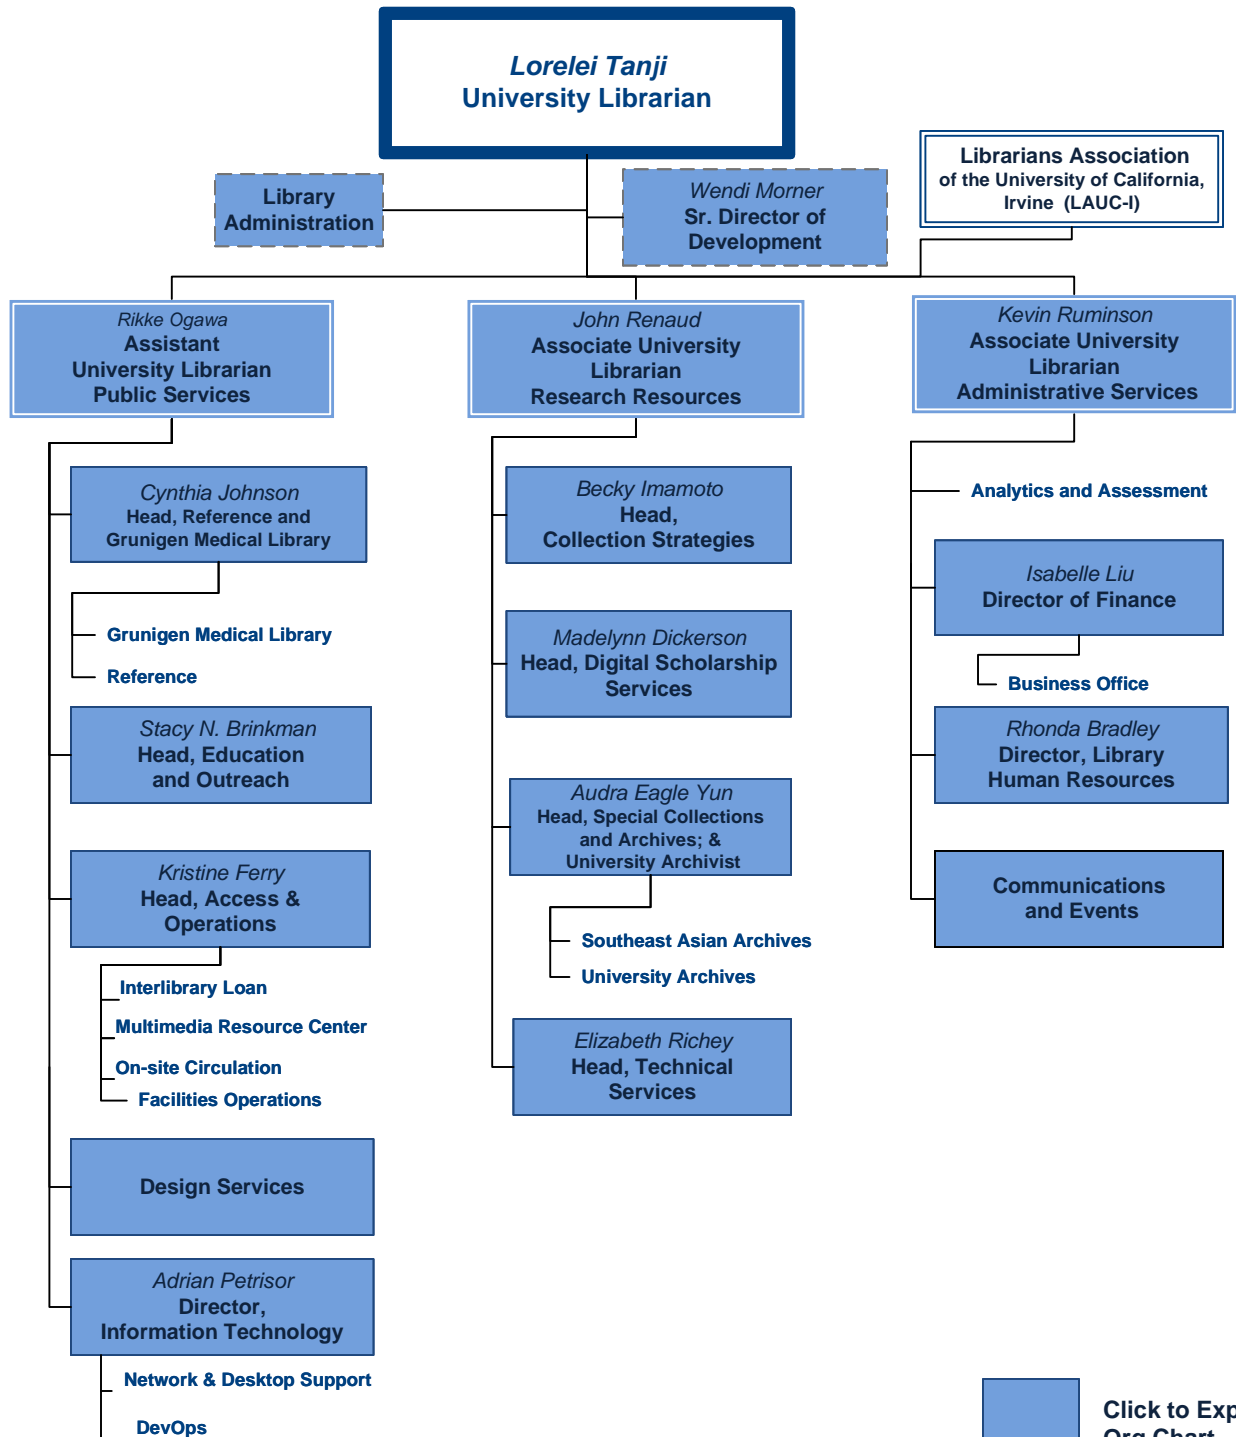 Lorelei Tanji
University Librarian
Library
Administration
Wendi Morner
Sr. Director of
Development
Librarians Association
of the University of California,
Irvine (LAUC-I)
Rikke Ogawa
Assistant
University Librarian
Public Services
John Renaud
Associate University
Librarian
Research Resources
Kevin Ruminson
Associate University
Librarian
Administrative Services
Cynthia Johnson
Head, Reference and
Grunigen Medical Library
Grunigen Medical Library
Reference
Stacy N. Brinkman
Head, Education
and Outreach
Kristine Ferry
Head, Access &
Operations
Interlibrary Loan
Multimedia Resource Center
On-site Circulation
Facilities Operations
Design Services
Adrian Petrisor
Director,
Information Technology
Network & Desktop Support
DevOps
Becky Imamoto
Head,
Collection Strategies
Madelynn Dickerson
Head, Digital Scholarship
Services
Audra Eagle Yun
Head, Special Collections
and Archives; &
University Archivist
Southeast Asian Archives
University Archives
Elizabeth Richey
Head, Technical
Services
Analytics and Assessment
Isabelle Liu
Director of Finance
Business Office
Rhonda Bradley
Director, Library
Human Resources
Communications
and Events
Click to Exp
Org Chart